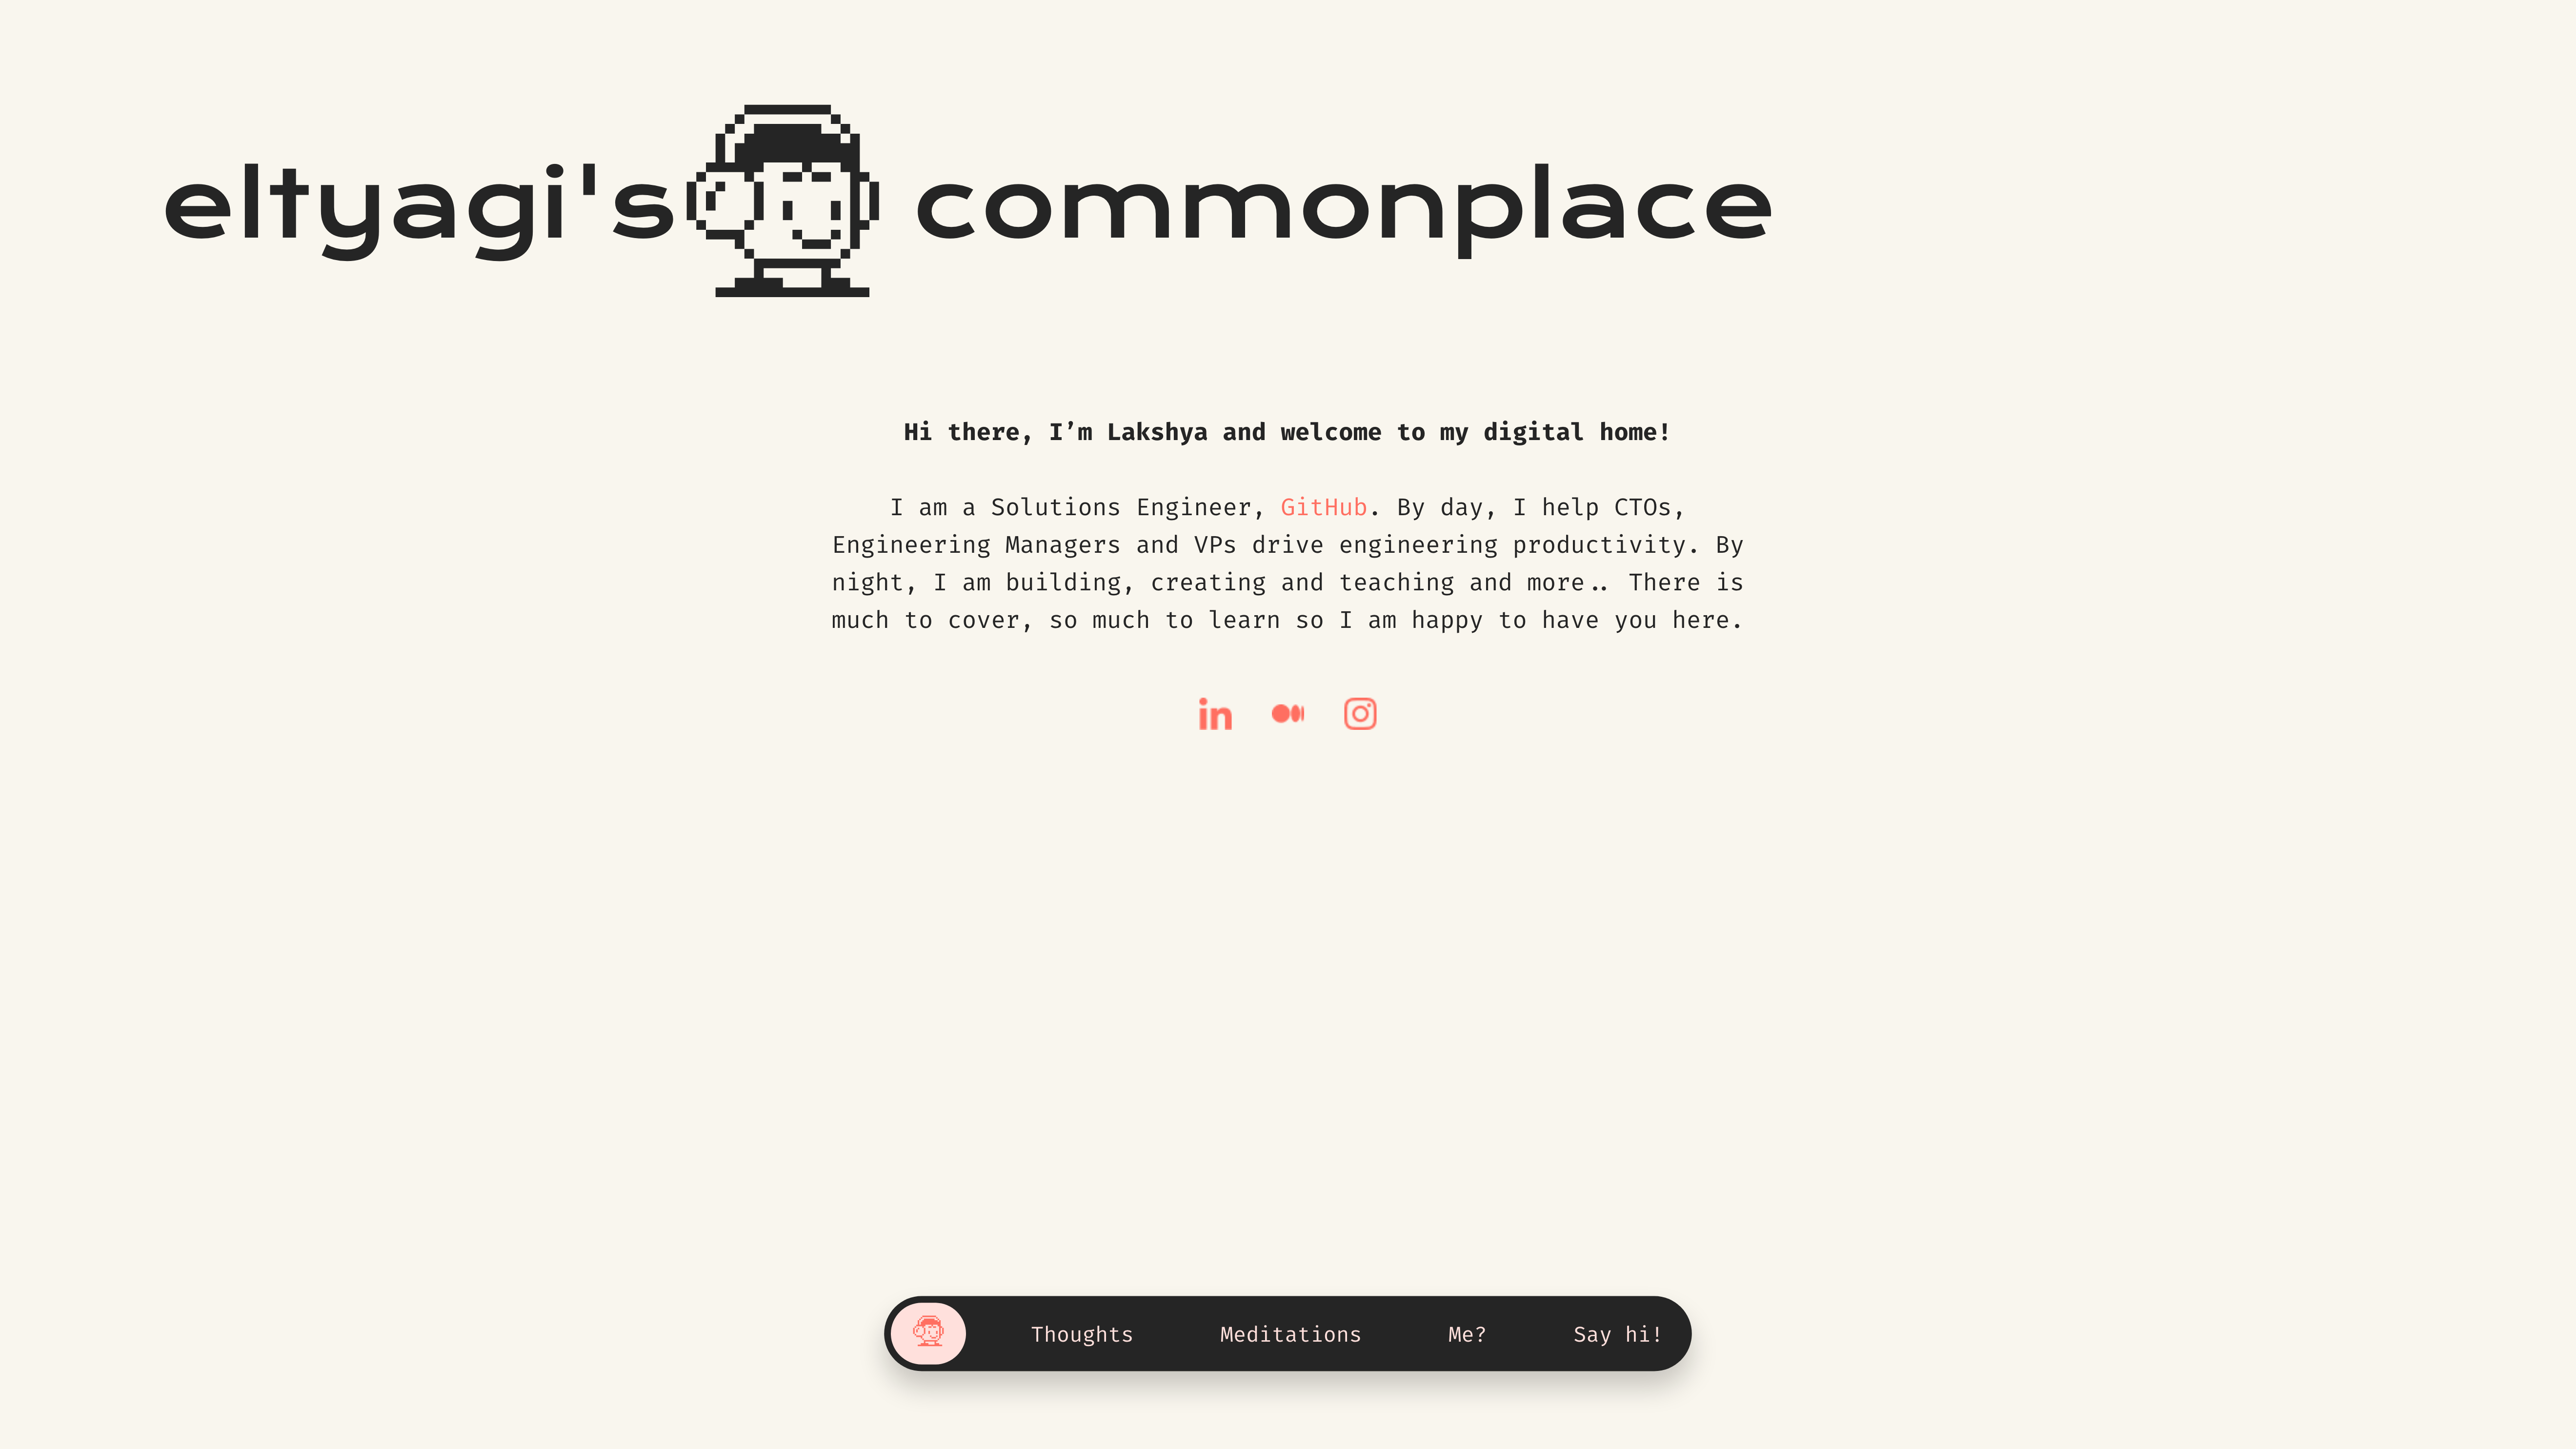 eltyagi's commonplace
Hi there, I’m Lakshya and welcome to my digital home!
I am a Solutions Engineer, GitHub. By day, I help CTOs,
Engineering Managers and VPs drive engineering productivity. By
night, I am building, creating and teaching and more.. There is
much to cover, so much to learn so I am happy to have you here.
in
Thoughts Meditations Me? Say hi!